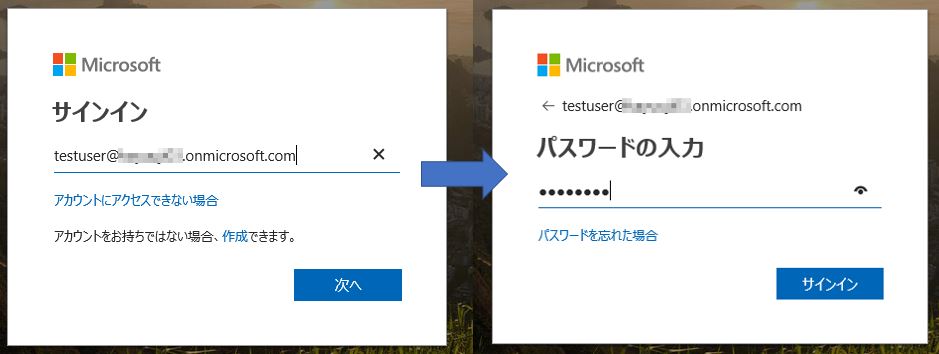 Microsoft
サインイン
testuser@ .onmicrosoft.com
アカウントにアクセスできない場合
アカウントをお持ちではない場合、作成できます。
次へ
Microsoft
← testuser@ .onmicrosoft.com
パスワードの入力
••••••••
パスワードを忘れた場合
サインイン